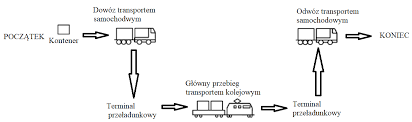 Dowóz transportem
samochodowym
POCZĄTEK
Kontener
Odwóz transportem
samochodowym
KONIEC
Główny przebieg
transportem kolejowym
Terminal
przeładunkowy
Terminal
przeładunkowy